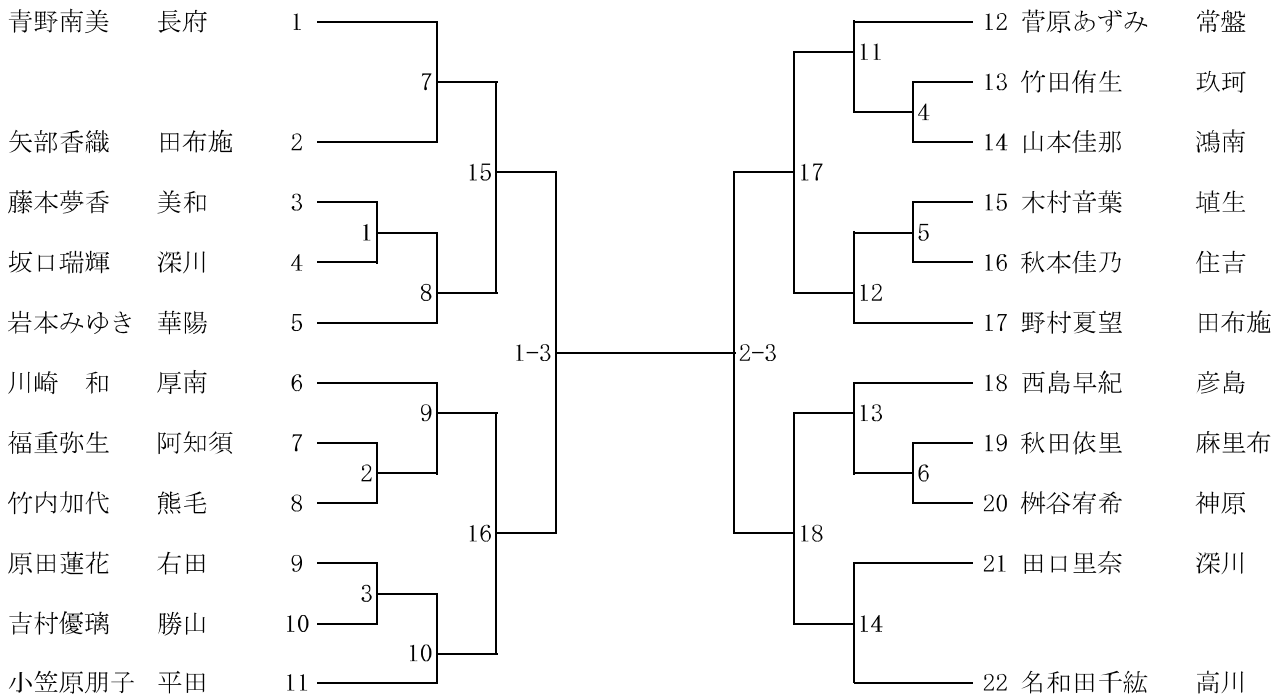 青野南美 長府 1
矢部香織 田布施 2
藤本夢香 美和 3
坂口瑞輝 深川 4
岩本みゆき 華陽 5
川崎 和 厚南 6
福重弥生 阿知須 7
竹内加代 熊毛 8
原田蓮花 右田 9
吉村優璃 勝山 10
小笠原朋子 平田 11
7
15
1
8
1-3
9
2
16
3
10
11
4
17
5
12
2-3
13
6
18
14
12 菅原あずみ 常盤
13 竹田侑生 玖珂
14 山本佳那 鴻南
15 木村音葉 埴生
16 秋本佳乃 住吉
17 野村夏望 田布施
18 西島早紀 彦島
19 秋田依里 麻里布
20 桝谷宥希 神原
21 田口里奈 深川
22 名和田千紘 高川